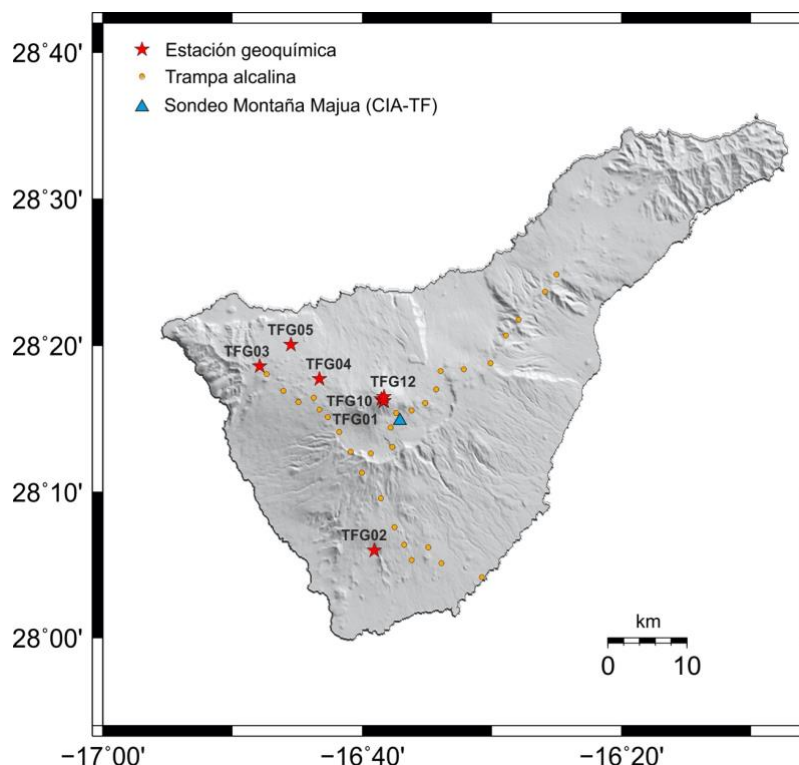 28°40'
Estación geoquímica
Trampa alcalina
Sondeo Montaña Majua (CIA-TF)
28°30'
28°20'
TFG05
TFG03
TFG04
TFG12
TFG10
TFG01
28°10'
TFG02
28°00'
km
0 10
−17°00' −16°40' −16°20'